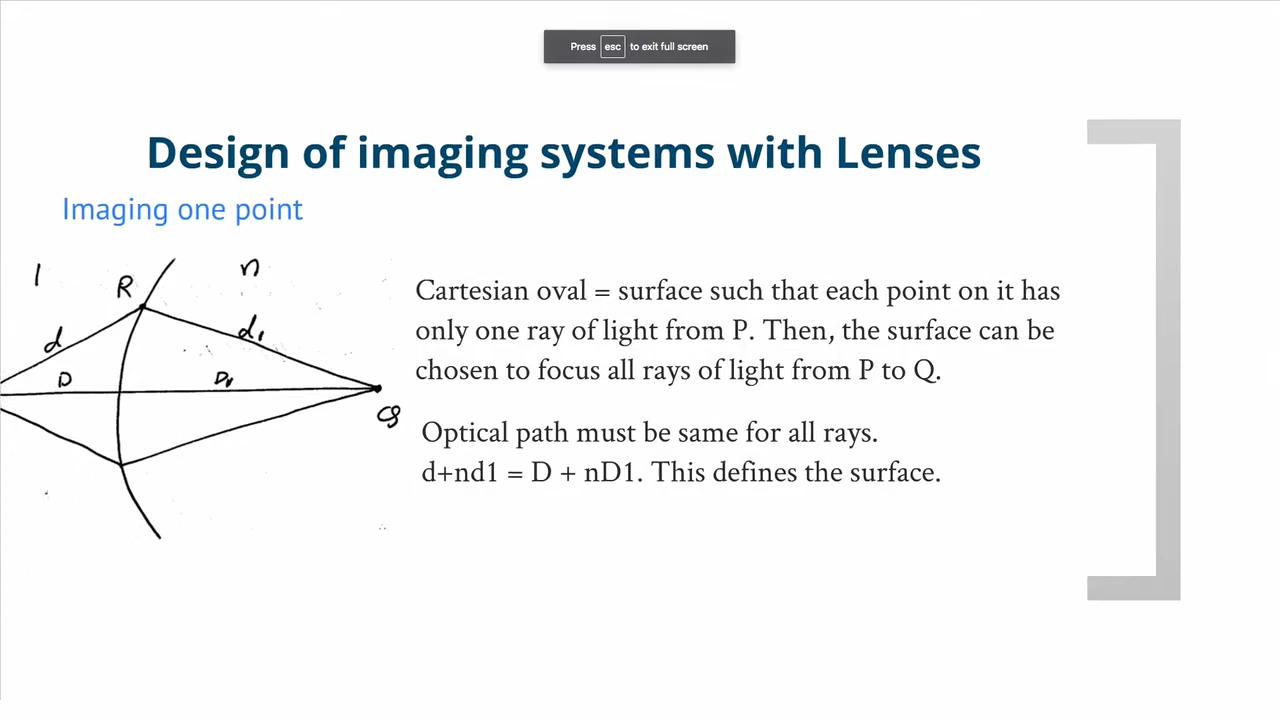 Press esc to exit full screen
Design of imaging systems with Lenses
Imaging one point
1
R
n
d
d1
D
D1
Q
Cartesian oval = surface such that each point on it has
only one ray of light from P. Then, the surface can be
chosen to focus all rays of light from P to Q.
Optical path must be same for all rays.
d+nd1 = D + nD1. This defines the surface.